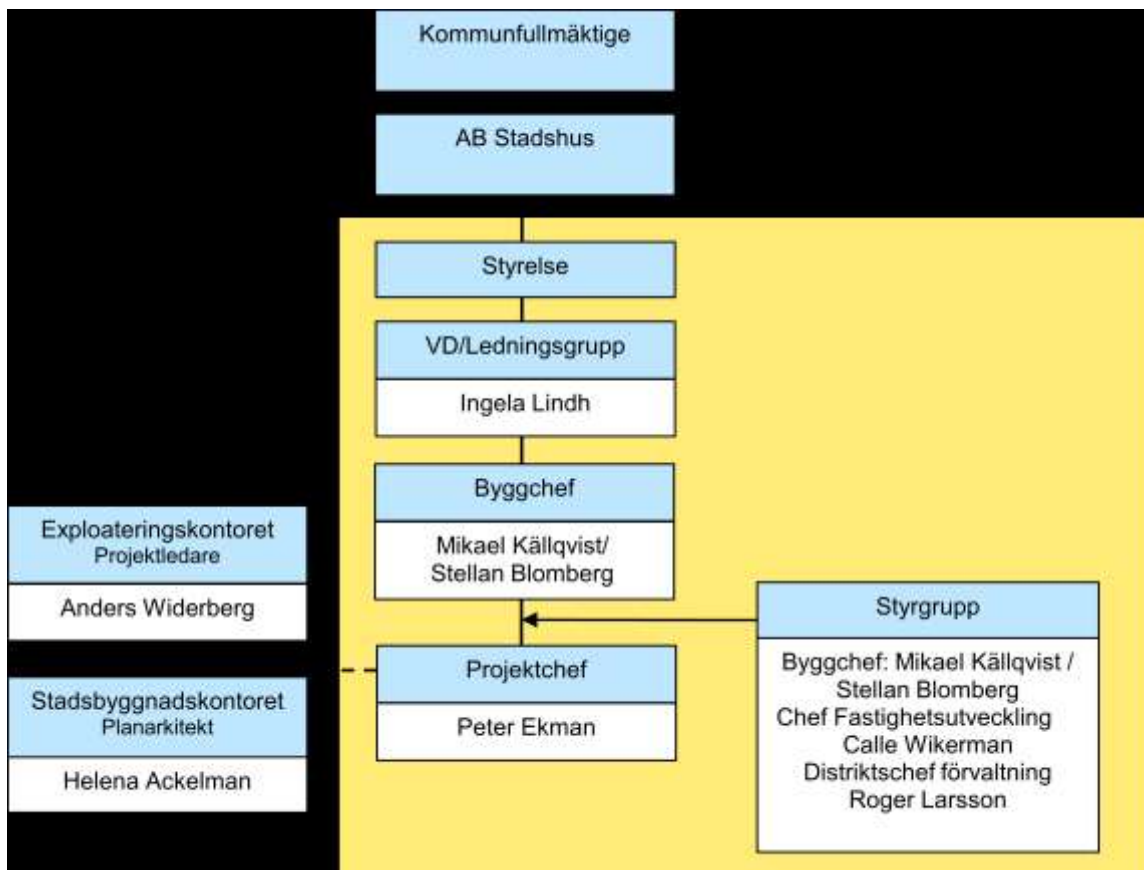 Kommunfullmäktige
AB Stadshus
Styrelse
VD/Ledningsgrupp
Ingela Lindh
Byggchef
Mikael Källqvist/
Stellan Blomberg
Exploateringskontoret
Projektledare
Anders Widerberg
Styrgrupp
Byggchef: Mikael Källqvist /
Stellan Blomberg
Chef Fastighetsutveckling
Calle Wikerman
Distriktschef förvaltning
Roger Larsson
Projektchef
Peter Ekman
Stadsbyggnadskontoret
Planarkitekt
Helena Ackelman